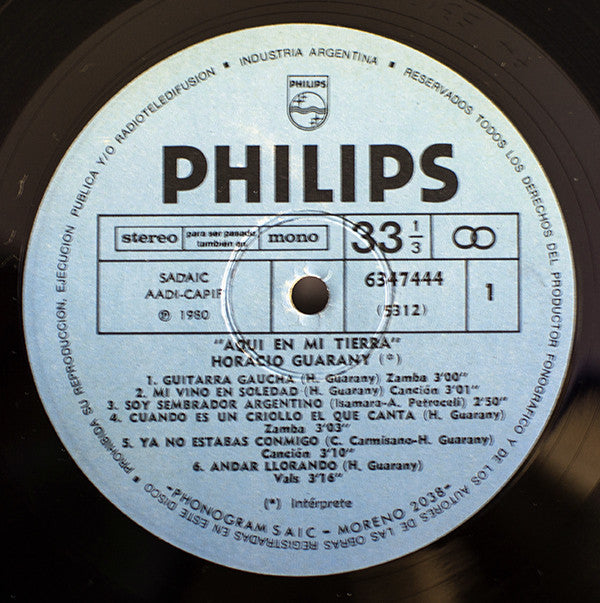 INDUSTRIA ARGENTINA
RESERVADOS TODOS LOS DERECHOS DEL PRODUCTOR FONOGRAFICO Y DE LOS AUTORES DE LAS OBRAS REGISTRADAS EN ESTE DISCO
PROHIBIDA SU REPRODUCCION, EJECUCION PUBLICA Y/O RADIOTELEDIFUSION
PHILIPS
PHILIPS
stereo para ser pasado también en mono 33 1/3
SADAIC
AADI-CAPIF
℗ 1980
6347444
(5312)
1
"AQUI EN MI TIERRA"
HORACIO GUARANY (*)
1. GUITARRA GAUCHA (H. Guarany) Zamba 3'00"
2. MI VINO EN SOLEDAD (H. Guarany) Canción 3'01"
3. SOY SEMBRADOR ARGENTINO (Isamara-A. Petroceli) 2'50"
4. CUANDO ES UN CRIOLLO EL QUE CANTA (H. Guarany)
Zamba 3'03"
5. YA NO ESTABAS CONMIGO (C. Carmisano-H. Guarany)
Canción 3'10"
6. ANDAR LLORANDO (H. Guarany)
Vals 3'16"
(*) Intérprete
-PHONOGRAM S.A.I.C - MORENO 2038-